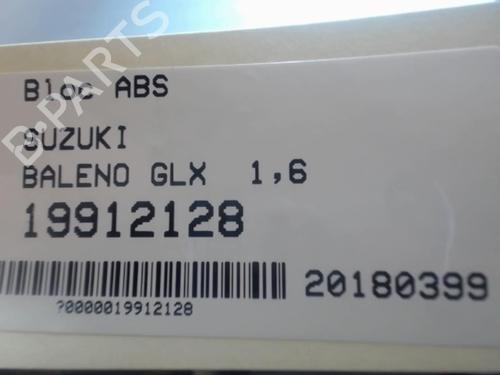 B-PARTS
Bloc ABS
SUZUKI
BALENO GLX 1,6
19912128
20180399
?0000019912128